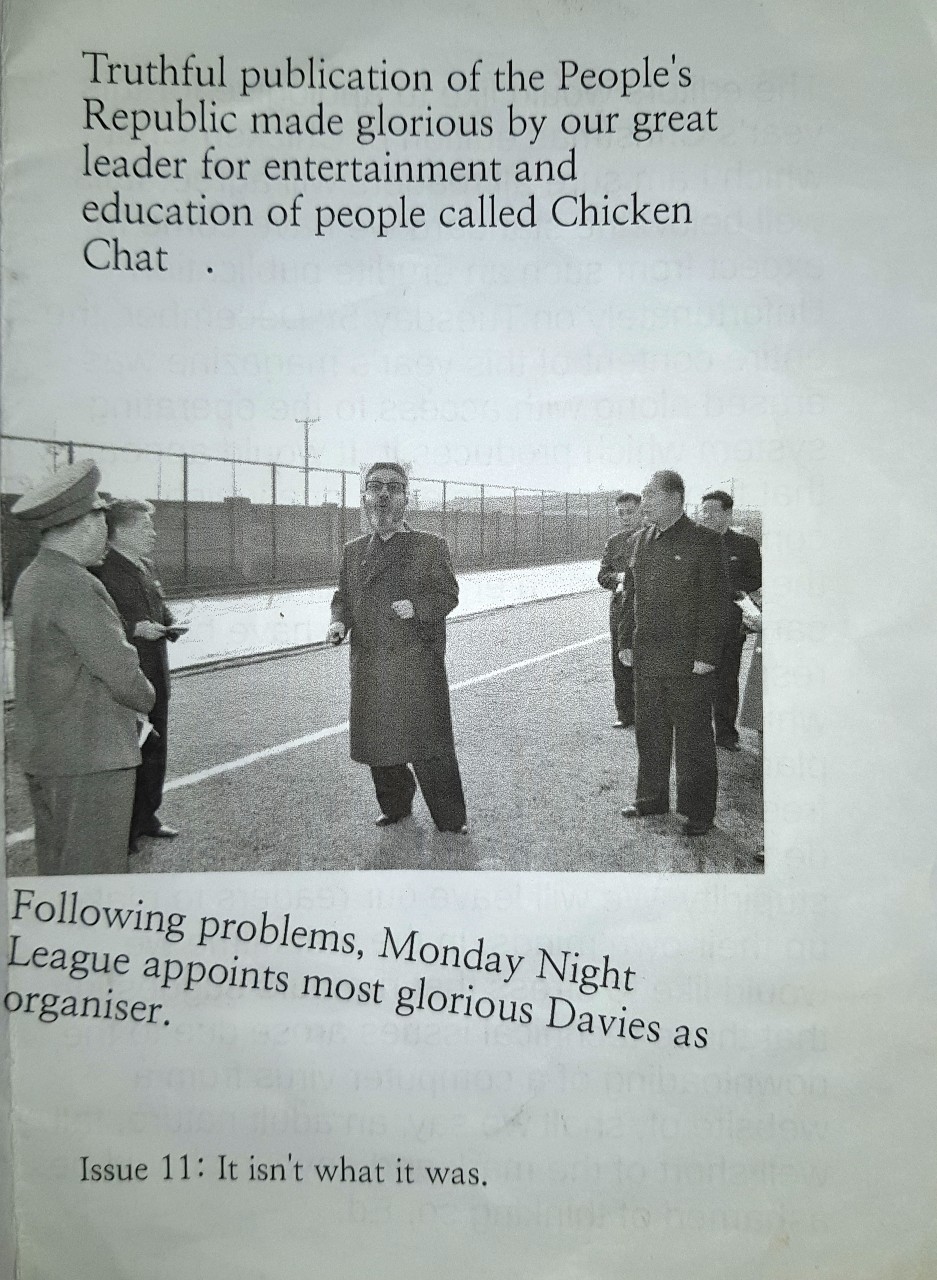 Truthful publication of the People's
Republic made glorious by our great
leader for entertainment and
education of people called Chicken
Chat .
Following problems, Monday Night
League appoints most glorious Davies as
organiser.
Issue 11: It isn't what it was.